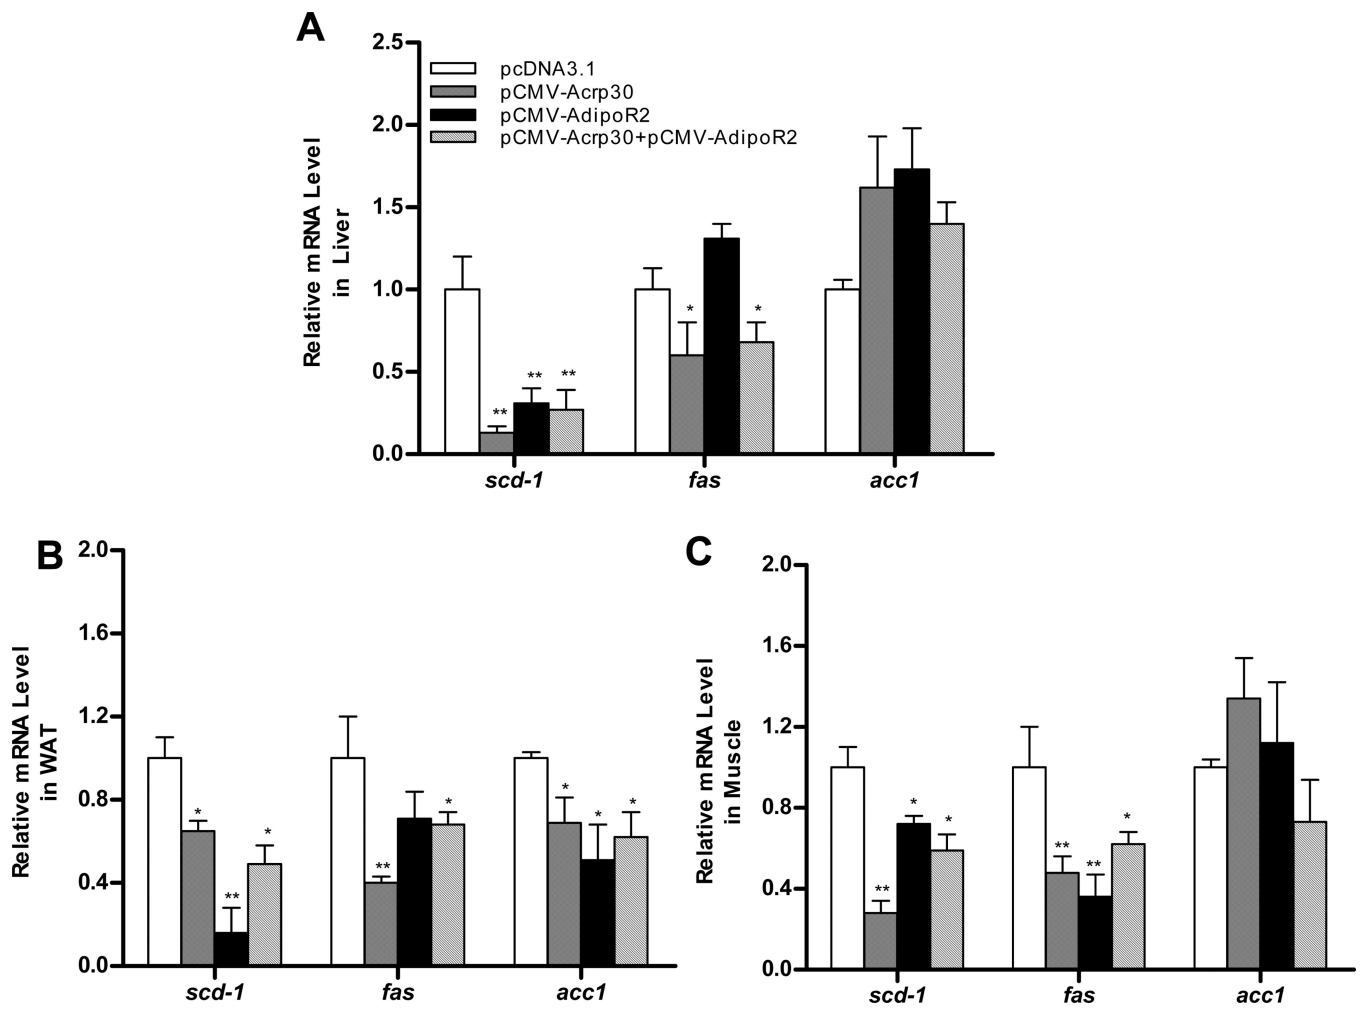 A
2.5
2.0
1.5
1.0
0.5
0.0
Relative mRNA Level
in Liver
pcDNA3.1
pCMV-Acrp30
pCMV-AdipoR2
pCMV-Acrp30+pCMV-AdipoR2
** ** **
* *
scd-1 fas acc1
B
2.0
1.6
1.2
0.8
0.4
0.0
Relative mRNA Level
in WAT
* ** *
** *
* * *
scd-1 fas acc1
C
2.0
1.6
1.2
0.8
0.4
0.0
Relative mRNA Level
in Muscle
** * *
** ** *
scd-1 fas acc1